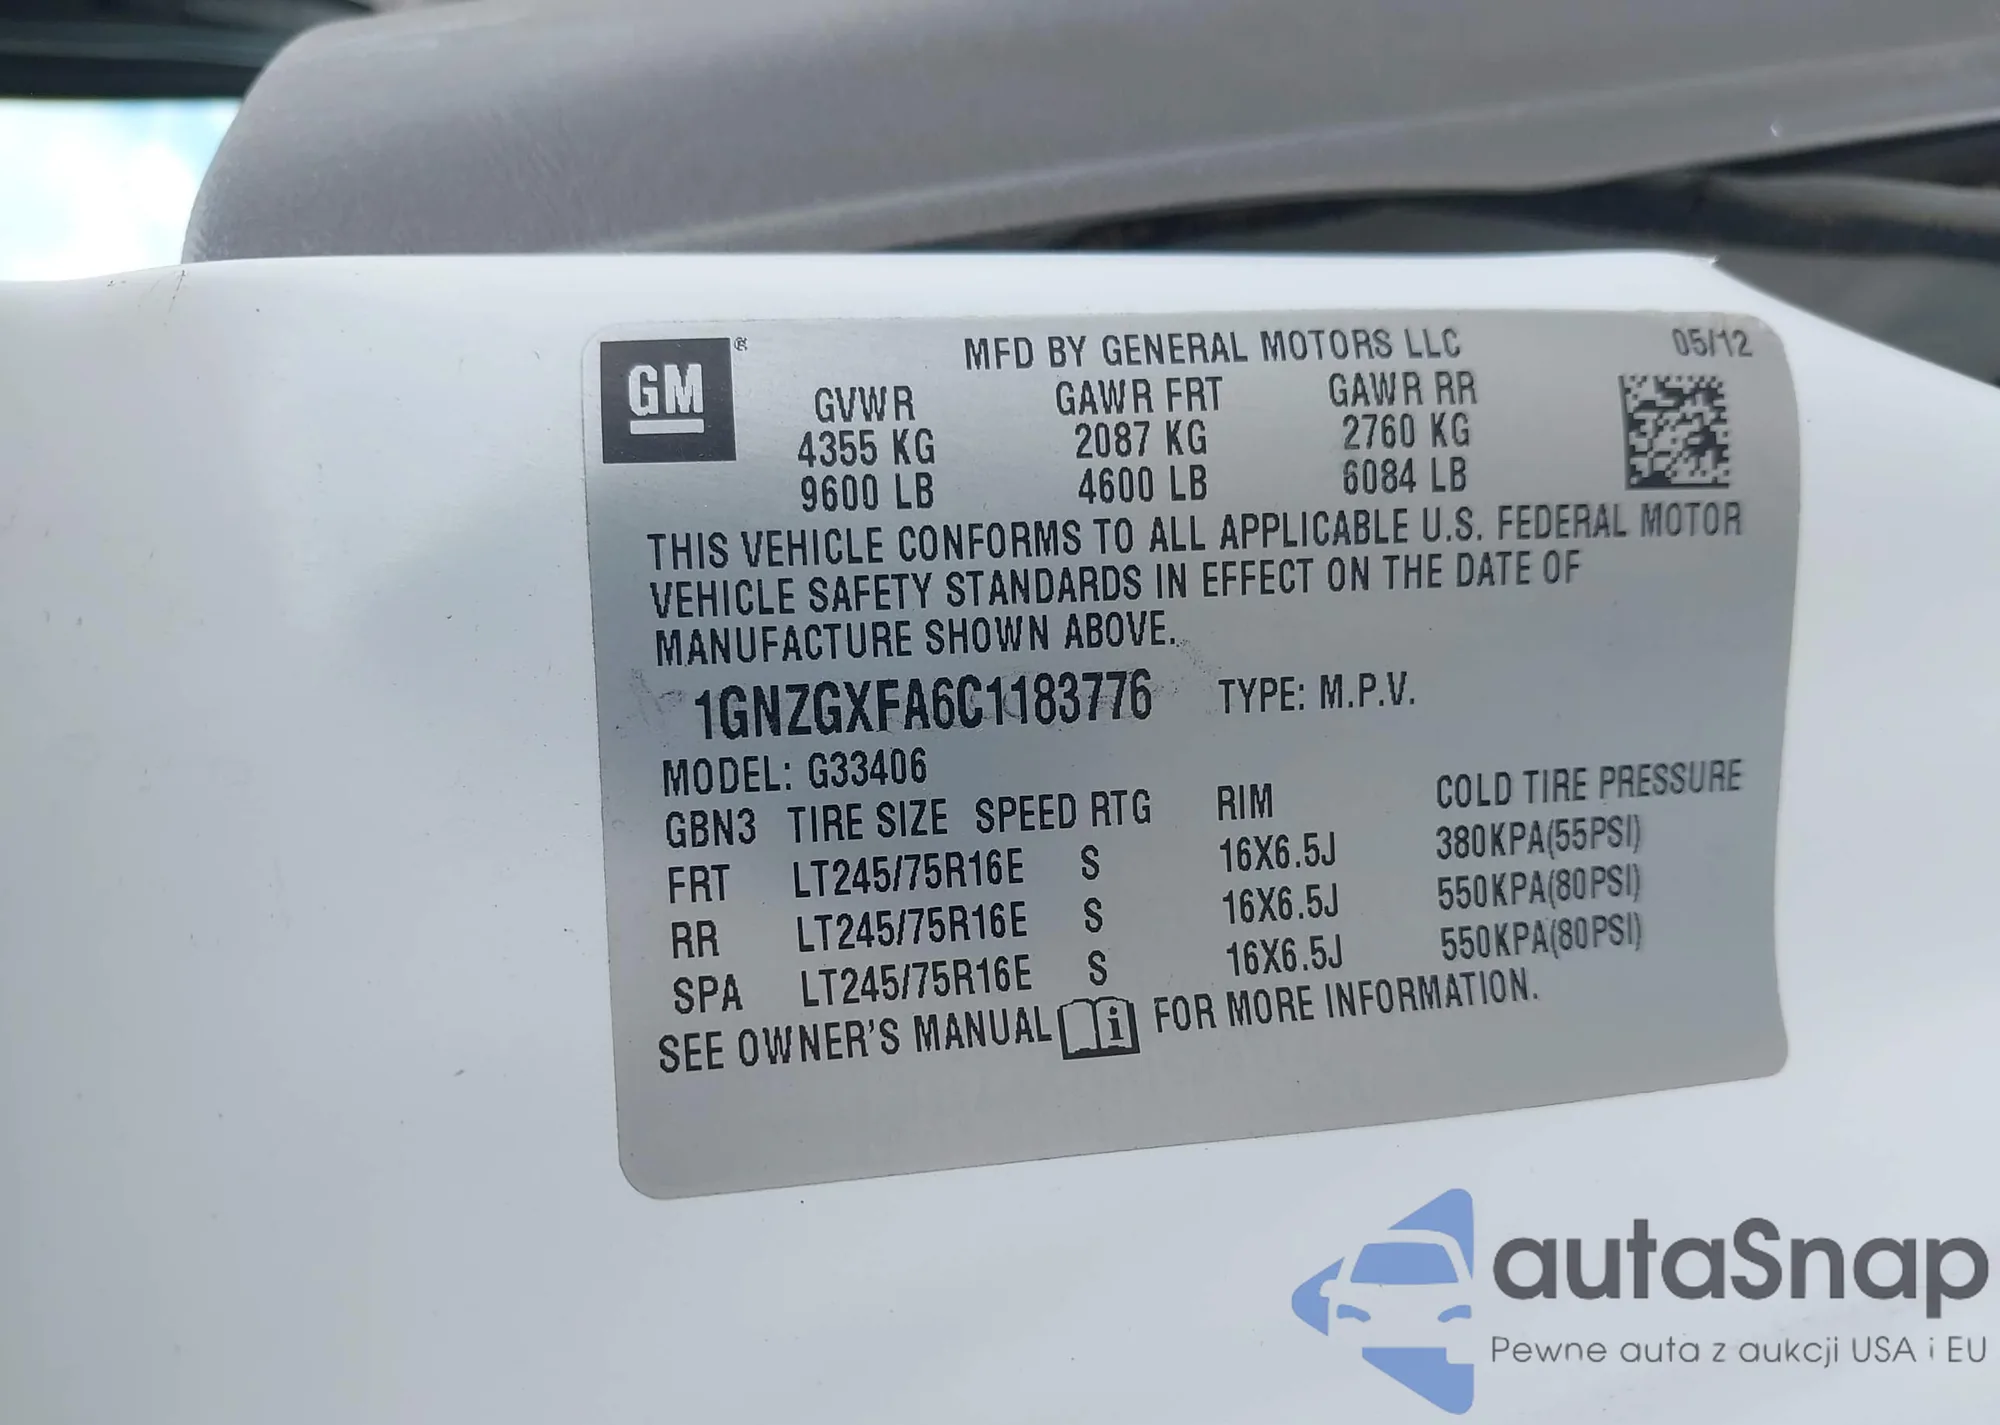 GM®
MFD BY GENERAL MOTORS LLC 05/12
GVWR GAWR FRT GAWR RR
4355 KG 2087 KG 2760 KG
9600 LB 4600 LB 6084 LB
THIS VEHICLE CONFORMS TO ALL APPLICABLE U.S. FEDERAL MOTOR
VEHICLE SAFETY STANDARDS IN EFFECT ON THE DATE OF
MANUFACTURE SHOWN ABOVE.
1GNZGXFA6C1183776 TYPE: M.P.V.
MODEL: G33406
GBN3 TIRE SIZE SPEED RTG RIM COLD TIRE PRESSURE
FRT LT245/75R16E S 16X6.5J 380KPA(55PSI)
RR LT245/75R16E S 16X6.5J 550KPA(80PSI)
SPA LT245/75R16E S 16X6.5J 550KPA(80PSI)
SEE OWNER'S MANUAL i FOR MORE INFORMATION.
autaSnap
Pewne auta z aukcji USA i EU